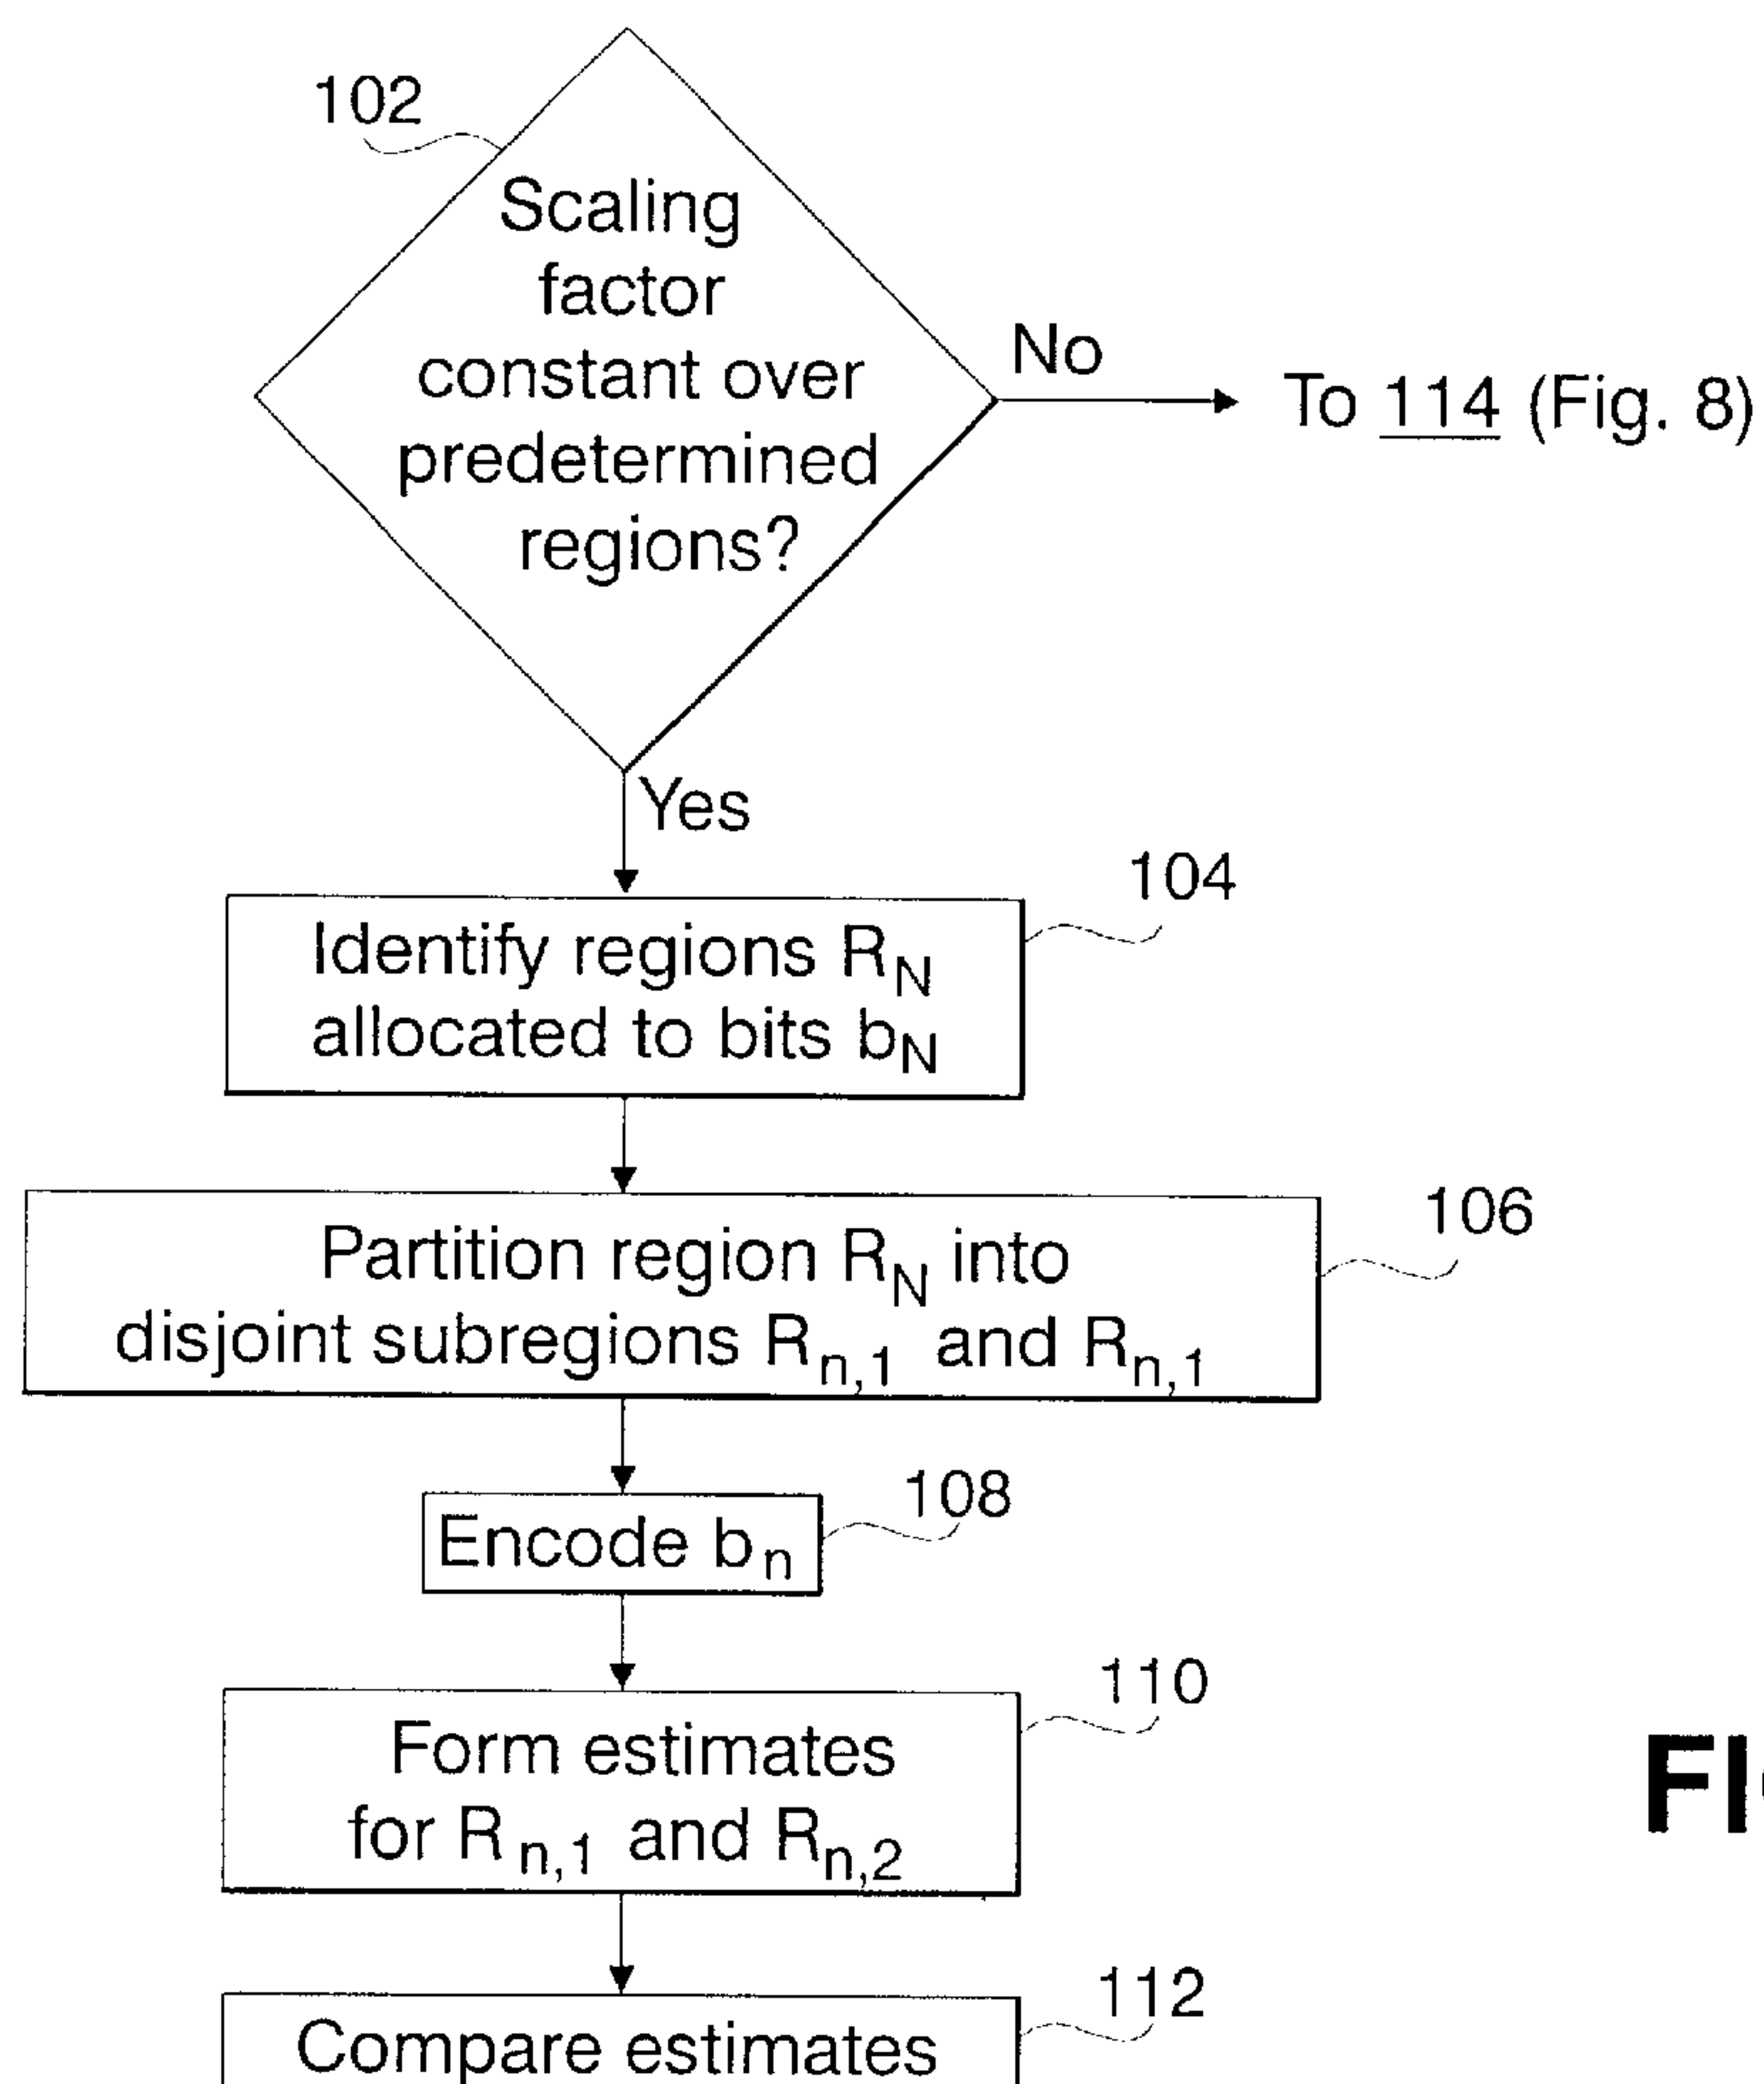 102
Scaling
factor
constant over
predetermined
regions?
No
To 114 (Fig. 8)
Yes
104
Identify regions R_N
allocated to bits b_N
106
Partition region R_N into
disjoint subregions R_n,1 and R_n,1
108
Encode b_n
110
Form estimates
for R_n,1 and R_n,2
112
Compare estimates